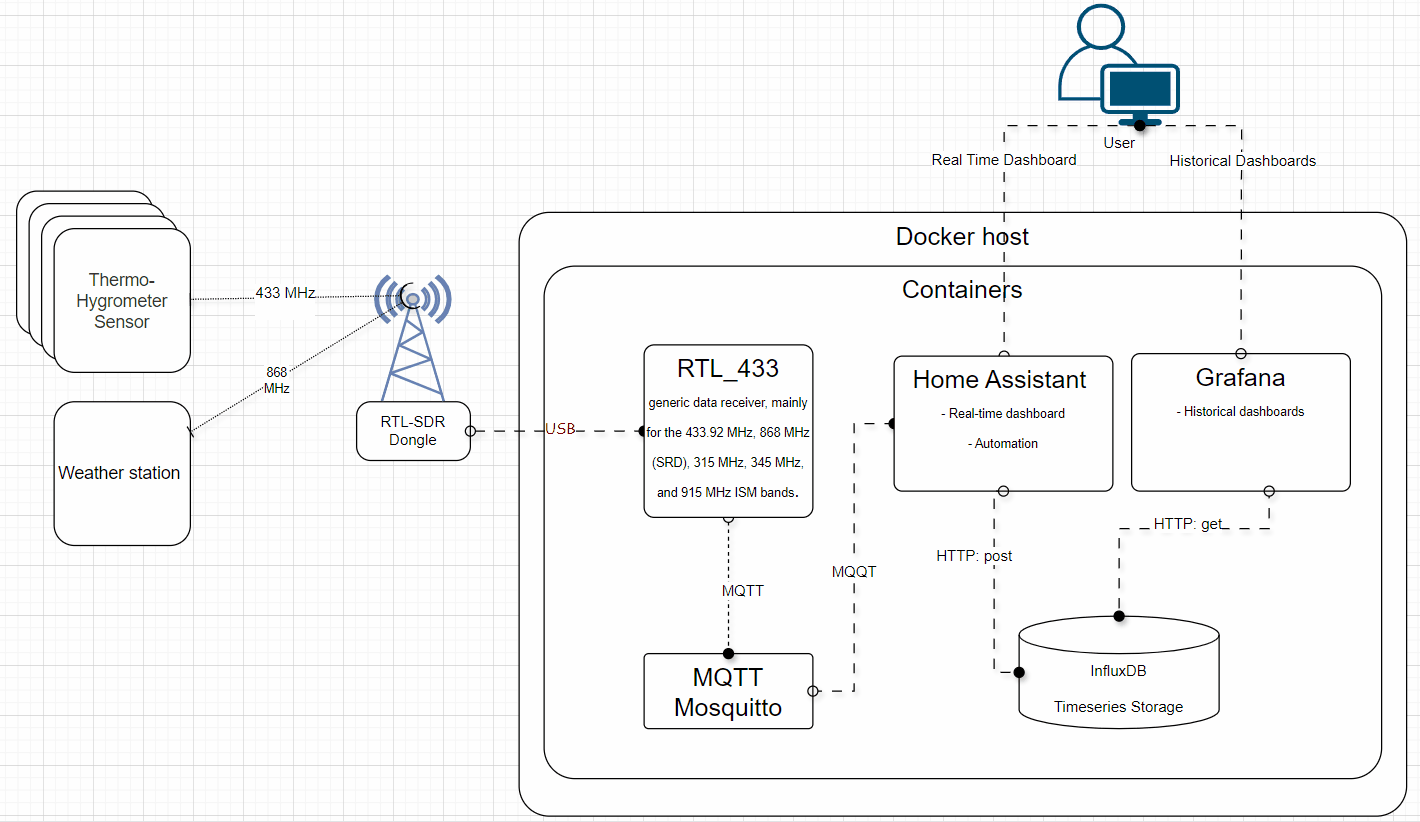 User
Real Time Dashboard
Historical Dashboards
Docker host
Containers
Thermo-
Hygrometer
Sensor
433 MHz
868
MHz
Weather station
RTL-SDR
Dongle
USB
RTL_433
generic data receiver, mainly
for the 433.92 MHz, 868 MHz
(SRD), 315 MHz, 345 MHz,
and 915 MHz ISM bands.
Home Assistant
- Real-time dashboard
- Automation
Grafana
- Historical dashboards
MQTT
MQQT
HTTP: post
HTTP: get
MQTT
Mosquitto
InfluxDB
Timeseries Storage